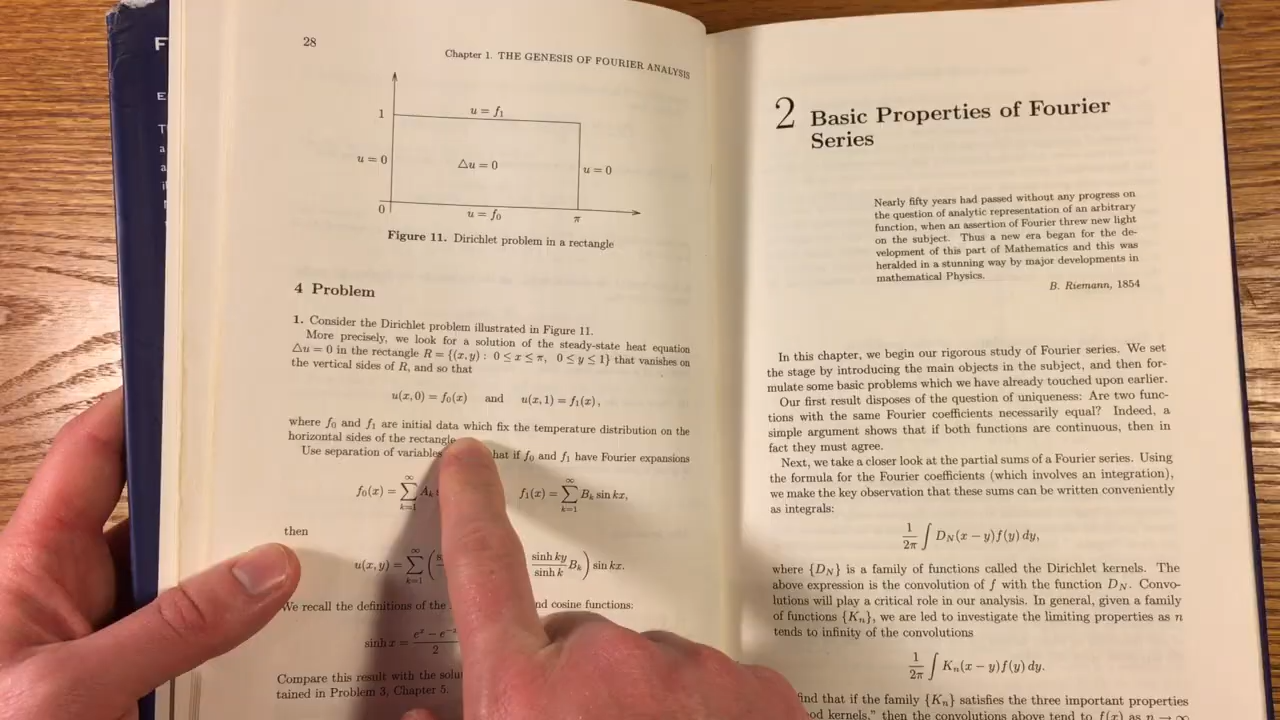 F
E
T
a
a
i
28
Chapter 1. THE GENESIS OF FOURIER ANALYSIS
1
u = f₁
u = 0
△u = 0
u = 0
0
u = f₀
π
Figure 11. Dirichlet problem in a rectangle
4 Problem
1. Consider the Dirichlet problem illustrated in Figure 11.
More precisely, we look for a solution of the steady-state heat equation
△u = 0 in the rectangle R = {(x, y) : 0 ≤ x ≤ π, 0 ≤ y ≤ 1} that vanishes on
the vertical sides of R, and so that
u(x, 0) = f₀(x) and u(x, 1) = f₁(x),
where f₀ and f₁ are initial data which fix the temperature distribution on the
horizontal sides of the rectangle
Use separation of variables hat if f₀ and f₁ have Fourier expansions
f₀(x) = ∑_{k=1}^{∞} A_k f₁(x) = ∑_{k=1}^{∞} B_k sin kx,
then
u(x, y) = ∑_{k=1}^{∞} ( sinh ky / sinh k B_k ) sin kx.
We recall the definitions of the nd cosine functions:
sinh x = e^x − e^{−x} / 2
Compare this result with the solu
tained in Problem 3, Chapter 5.
2 Basic Properties of Fourier
Series
Nearly fifty years had passed without any progress on
the question of analytic representation of an arbitrary
function, when an assertion of Fourier threw new light
on the subject. Thus a new era began for the de-
velopment of this part of Mathematics and this was
heralded in a stunning way by major developments in
mathematical Physics.
B. Riemann, 1854
In this chapter, we begin our rigorous study of Fourier series. We set
the stage by introducing the main objects in the subject, and then for-
mulate some basic problems which we have already touched upon earlier.
Our first result disposes of the question of uniqueness: Are two func-
tions with the same Fourier coefficients necessarily equal? Indeed, a
simple argument shows that if both functions are continuous, then in
fact they must agree.
Next, we take a closer look at the partial sums of a Fourier series. Using
the formula for the Fourier coefficients (which involves an integration),
we make the key observation that these sums can be written conveniently
as integrals:
1/2π ∫ D_N(x − y)f(y) dy,
where {D_N} is a family of functions called the Dirichlet kernels. The
above expression is the convolution of f with the function D_N. Convo-
lutions will play a critical role in our analysis. In general, given a family
of functions {K_n}, we are led to investigate the limiting properties as n
tends to infinity of the convolutions
1/2π ∫ K_n(x − y)f(y) dy.
find that if the family {K_n} satisfies the three important properties
ood kernels," then the convolutions above tend to f(x) as n → ∞